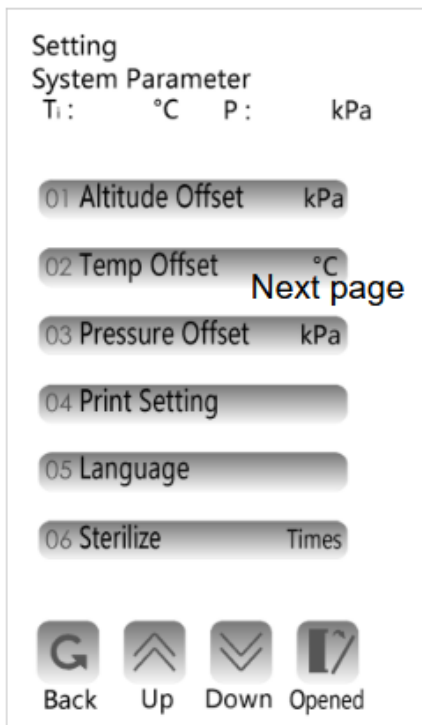 Setting
System Parameter
Ti : °C P : kPa
01 Altitude Offset kPa
02 Temp Offset °C
Next page
03 Pressure Offset kPa
04 Print Setting
05 Language
06 Sterilize Times
Back Up Down Opened